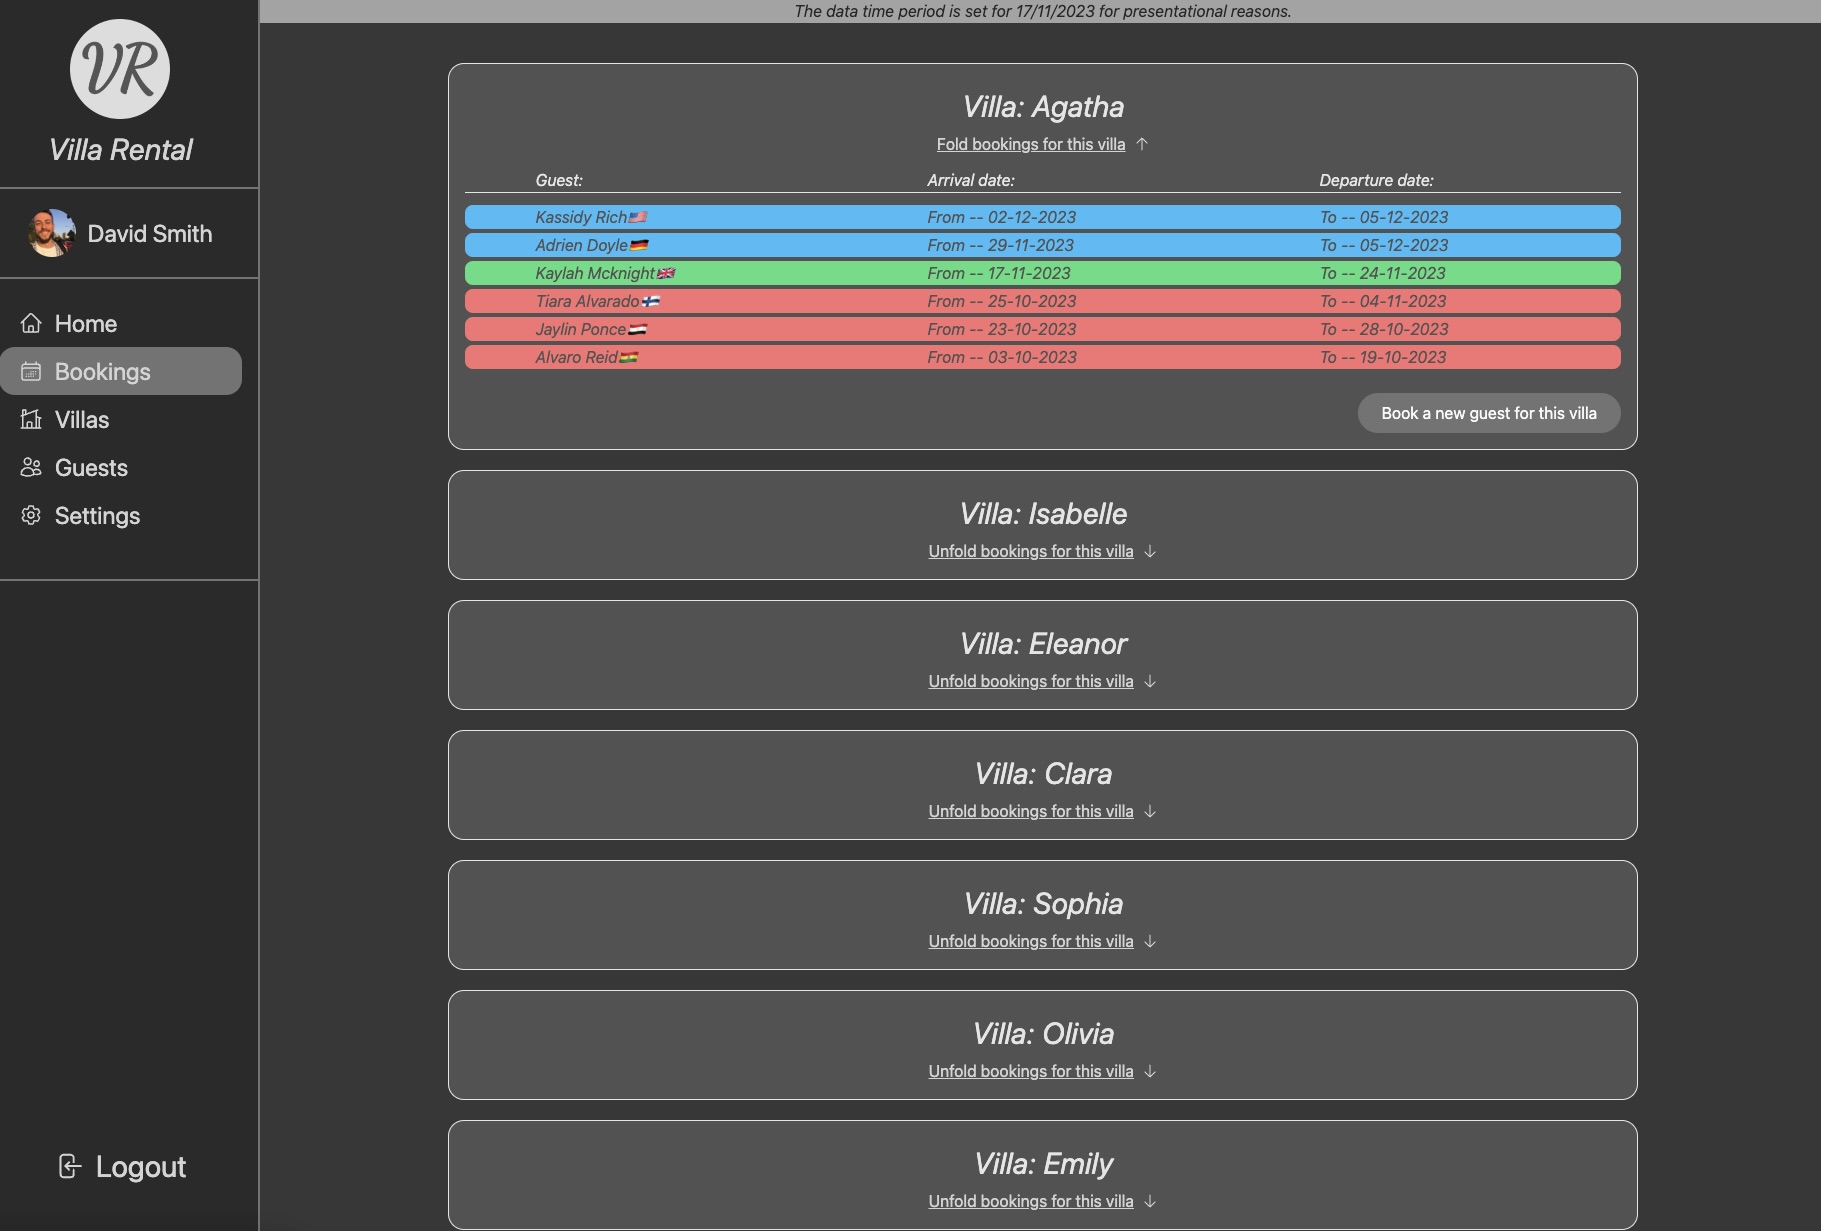 The data time period is set for 17/11/2023 for presentational reasons.
VR
Villa Rental
David Smith
Home
Bookings
Villas
Guests
Settings
Logout
Villa: Agatha
Fold bookings for this villa ↑
Guest: Arrival date: Departure date:
Kassidy Rich🇺🇸 From -- 02-12-2023 To -- 05-12-2023
Adrien Doyle🇩🇪 From -- 29-11-2023 To -- 05-12-2023
Kaylah Mcknight🇬🇧 From -- 17-11-2023 To -- 24-11-2023
Tiara Alvarado🇫🇮 From -- 25-10-2023 To -- 04-11-2023
Jaylin Ponce🇪🇬 From -- 23-10-2023 To -- 28-10-2023
Alvaro Reid🇧🇴 From -- 03-10-2023 To -- 19-10-2023
Book a new guest for this villa
Villa: Isabelle
Unfold bookings for this villa ↓
Villa: Eleanor
Unfold bookings for this villa ↓
Villa: Clara
Unfold bookings for this villa ↓
Villa: Sophia
Unfold bookings for this villa ↓
Villa: Olivia
Unfold bookings for this villa ↓
Villa: Emily
Unfold bookings for this villa ↓